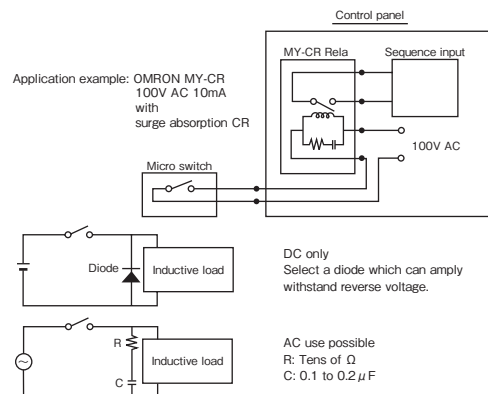 Control panel
MY-CR Rela
Sequence input
Application example: OMRON MY-CR
100V AC 10mA
with
surge absorption CR
100V AC
Micro switch
Diode
Inductive load
DC only
Select a diode which can amply
withstand reverse voltage.
R
C
Inductive load
AC use possible
R: Tens of Ω
C: 0.1 to 0.2 μ F